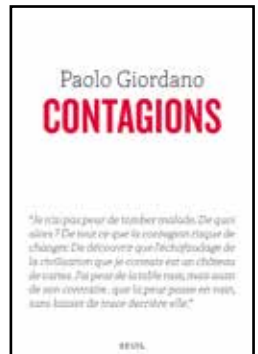 Paolo Giordano
CONTAGIONS
"Je n'ai pas peur de tomber malade. De quoi
alors ? De tout ce que la contagion risque de
changer. De découvrir que l'échafaudage de
la civilisation que je connais est un château
de cartes. J'ai peur de la table rase, mais aussi
de son contraire : que la peur passe en vain,
sans laisser de trace derrière elle."
SEUIL